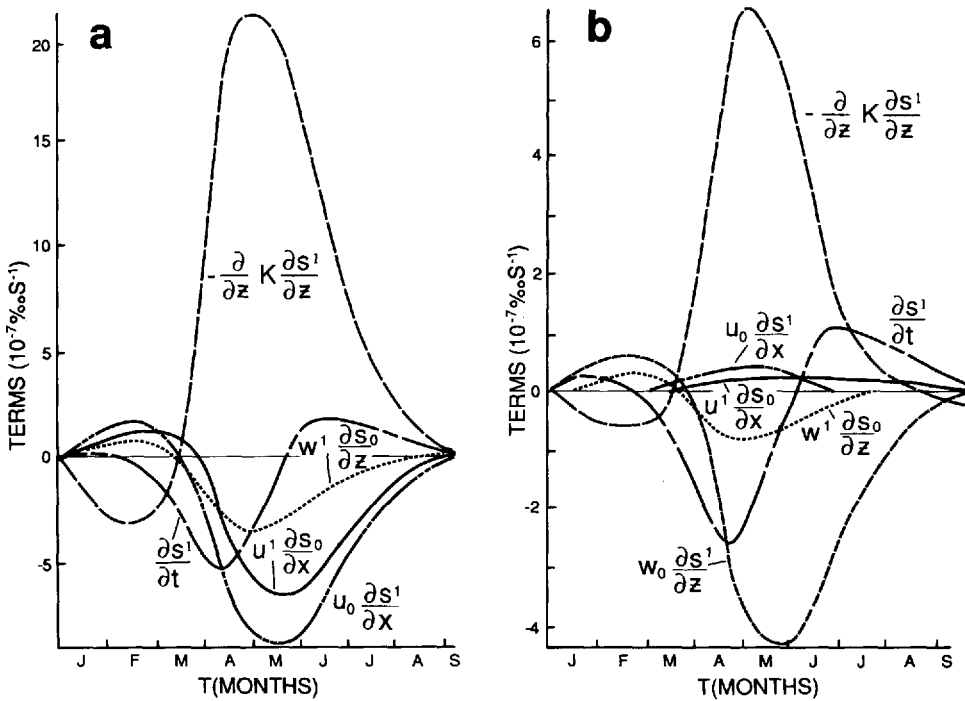 a
TERMS (10⁻⁷‰S⁻¹)
20
15
10
5
0
-5
- ∂/∂z K ∂s¹/∂z
w¹ ∂s₀/∂z
∂s¹/∂t
u¹ ∂s₀/∂x
u₀ ∂s¹/∂x
J F M A M J J A S
T(MONTHS)
b
TERMS (10⁻⁷‰S⁻¹)
6
4
2
0
-2
-4
- ∂/∂z K ∂s¹/∂z
∂s¹/∂t
u₀ ∂s¹/∂x
u¹ ∂s₀/∂x
w¹ ∂s₀/∂z
w₀ ∂s¹/∂z
J F M A M J J A S
T(MONTHS)